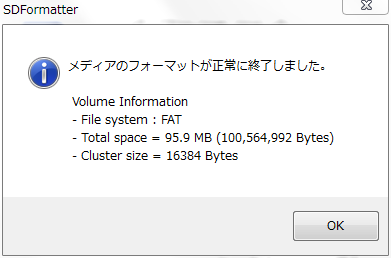 SDFormatter
メディアのフォーマットが正常に終了しました。
Volume Information
- File system : FAT
- Total space = 95.9 MB (100,564,992 Bytes)
- Cluster size = 16384 Bytes
OK